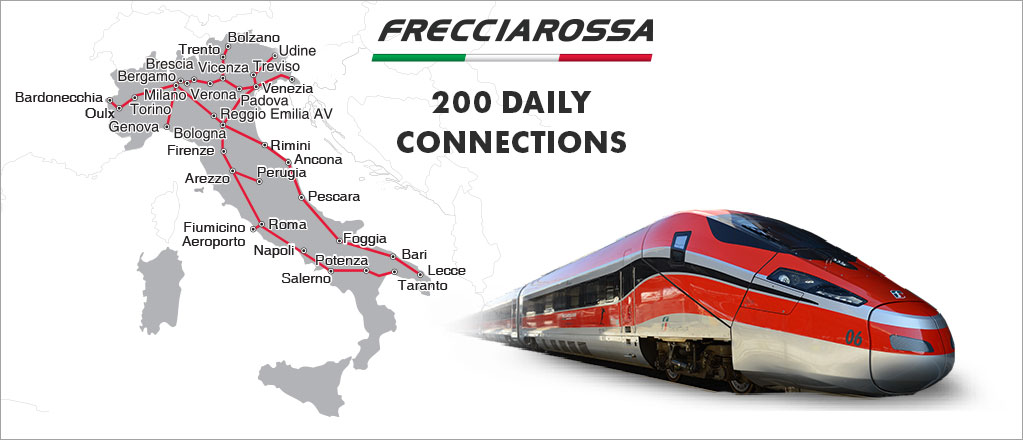 FRECCIAROSSA
200 DAILY
CONNECTIONS
Bolzano
Trento
Udine
Brescia
Vicenza
Treviso
Bergamo
Milano
Verona
Venezia
Bardonecchia
Padova
Oulx
Torino
Reggio Emilia AV
Genova
Bologna
Firenze
Rimini
Ancona
Arezzo
Perugia
Pescara
Fiumicino
Aeroporto
Roma
Foggia
Napoli
Bari
Potenza
Lecce
Salerno
Taranto
06